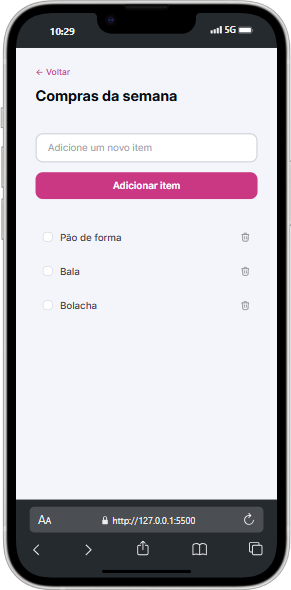 10:29
5G
← Voltar
Compras da semana
Adicione um novo item
Adicionar item
Pão de forma
Bala
Bolacha
AA
http://127.0.0.1:5500